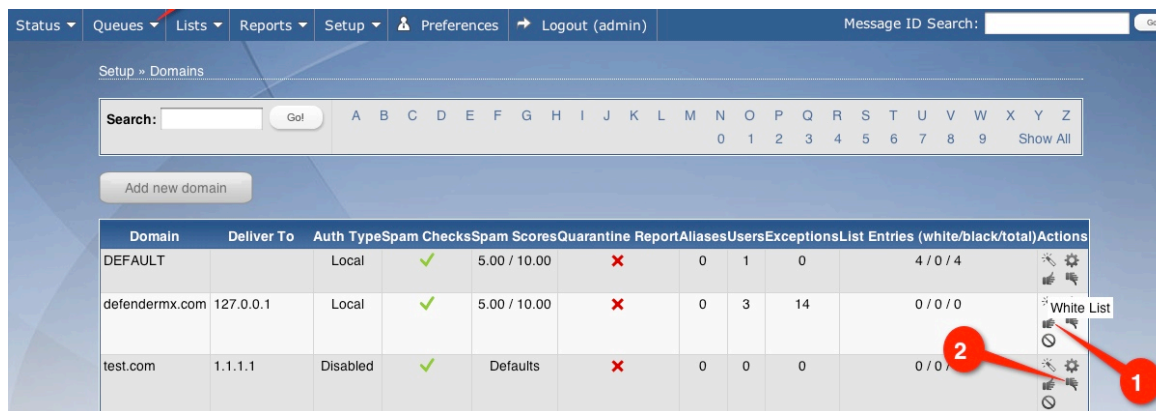 Status Queues Lists Reports Setup Preferences Logout (admin) Message ID Search: Go
Setup » Domains
Search: Go! A B C D E F G H I J K L M N O P Q R S T U V W X Y Z
0 1 2 3 4 5 6 7 8 9 Show All
Add new domain
Domain Deliver To Auth Type Spam Checks Spam Scores Quarantine Report Aliases Users Exceptions List Entries (white/black/total) Actions
DEFAULT Local 5.00 / 10.00 0 1 0 4 / 0 / 4
defendermx.com 127.0.0.1 Local 5.00 / 10.00 0 3 14 0 / 0 / 0
White List
test.com 1.1.1.1 Disabled Defaults 0 0 0 0 / 0 /
2
1